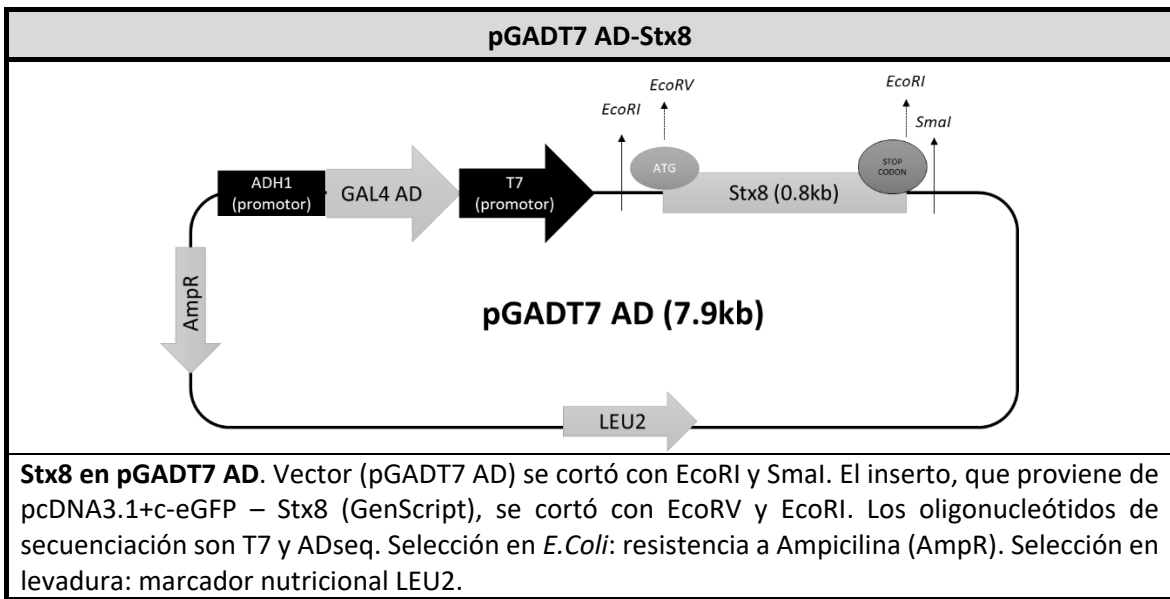 pGADT7 AD-Stx8
EcoRV
EcoRI
EcoRI
SmaI
ATG
STOP
CODON
ADH1
(promotor)
GAL4 AD
T7
(promotor)
Stx8 (0.8kb)
AmpR
pGADT7 AD (7.9kb)
LEU2
Stx8 en pGADT7 AD. Vector (pGADT7 AD) se cortó con EcoRI y SmaI. El inserto, que proviene de
pcDNA3.1+c-eGFP – Stx8 (GenScript), se cortó con EcoRV y EcoRI. Los oligonucleótidos de
secuenciación son T7 y ADseq. Selección en E.Coli: resistencia a Ampicilina (AmpR). Selección en
levadura: marcador nutricional LEU2.